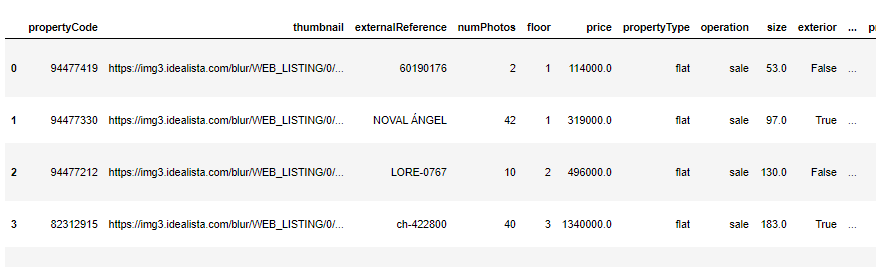 propertyCode thumbnail externalReference numPhotos floor price propertyType operation size exterior ...
0 94477419 https://img3.idealista.com/blur/WEB_LISTING/0/... 60190176 2 1 114000.0 flat sale 53.0 False ...
1 94477330 https://img3.idealista.com/blur/WEB_LISTING/0/... NOVAL ÁNGEL 42 1 319000.0 flat sale 97.0 True ...
2 94477212 https://img3.idealista.com/blur/WEB_LISTING/0/... LORE-0767 10 2 496000.0 flat sale 130.0 False ...
3 82312915 https://img3.idealista.com/blur/WEB_LISTING/0/... ch-422800 40 3 1340000.0 flat sale 183.0 True ...